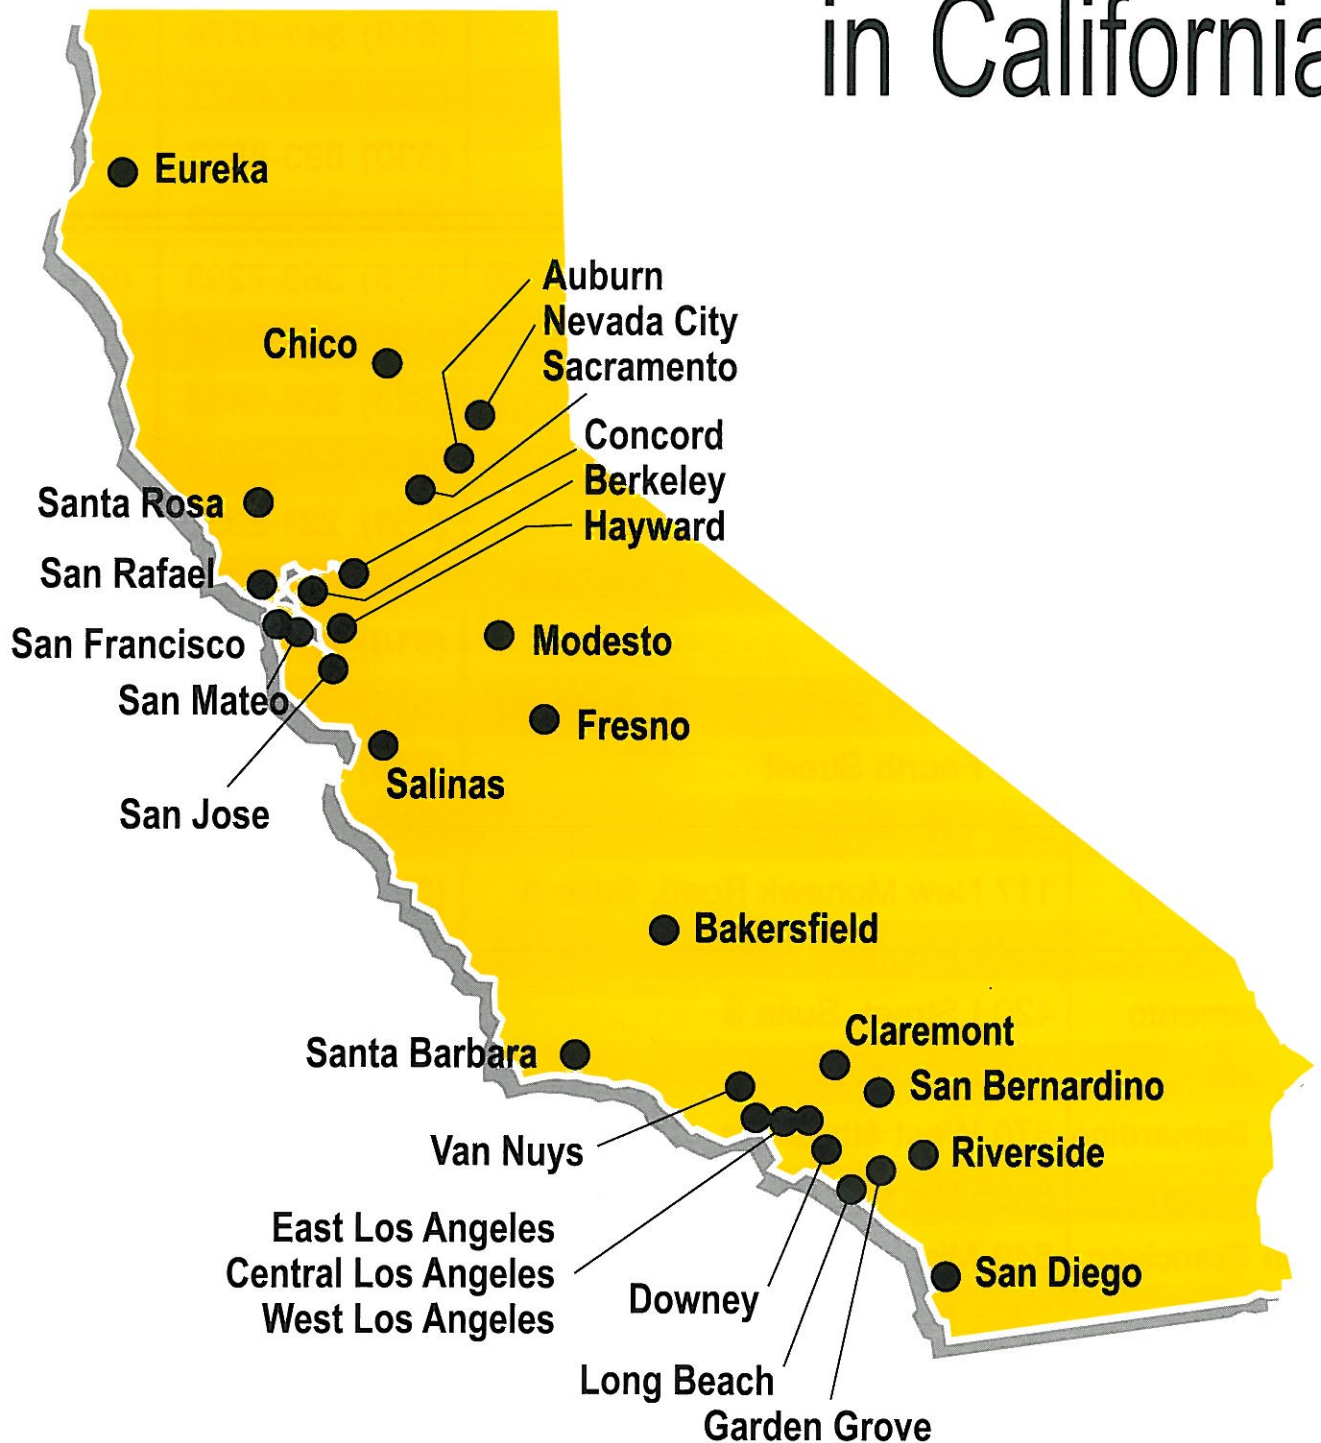 in California
Eureka
Auburn
Nevada City
Chico
Sacramento
Concord
Berkeley
Santa Rosa
Hayward
San Rafael
San Francisco
Modesto
San Mateo
Fresno
Salinas
San Jose
Bakersfield
Claremont
Santa Barbara
San Bernardino
Van Nuys
Riverside
East Los Angeles
Central Los Angeles
West Los Angeles
San Diego
Downey
Long Beach
Garden Grove